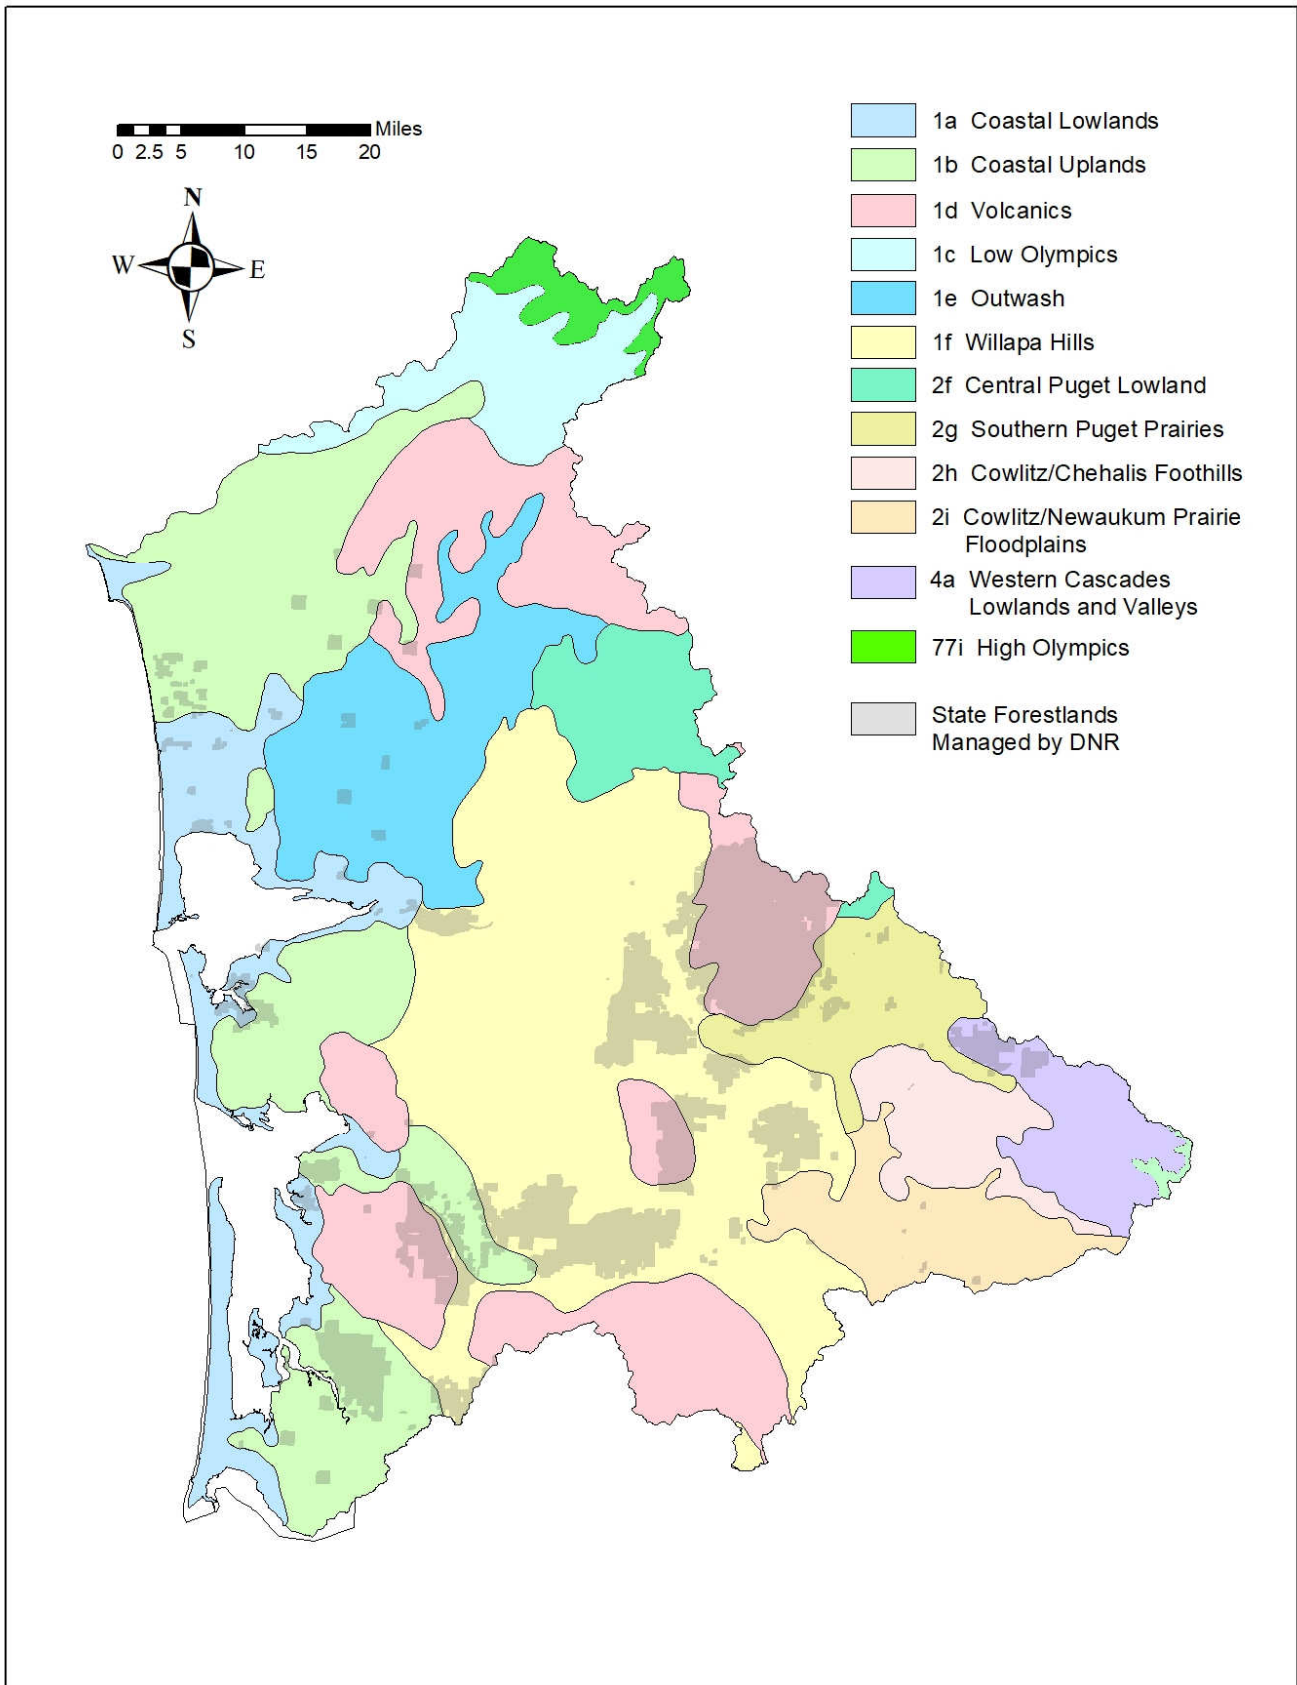 Miles
0 2.5 5 10 15 20
N
W E
S
1a Coastal Lowlands
1b Coastal Uplands
1d Volcanics
1c Low Olympics
1e Outwash
1f Willapa Hills
2f Central Puget Lowland
2g Southern Puget Prairies
2h Cowlitz/Chehalis Foothills
2i Cowlitz/Newaukum Prairie
Floodplains
4a Western Cascades
Lowlands and Valleys
77i High Olympics
State Forestlands
Managed by DNR